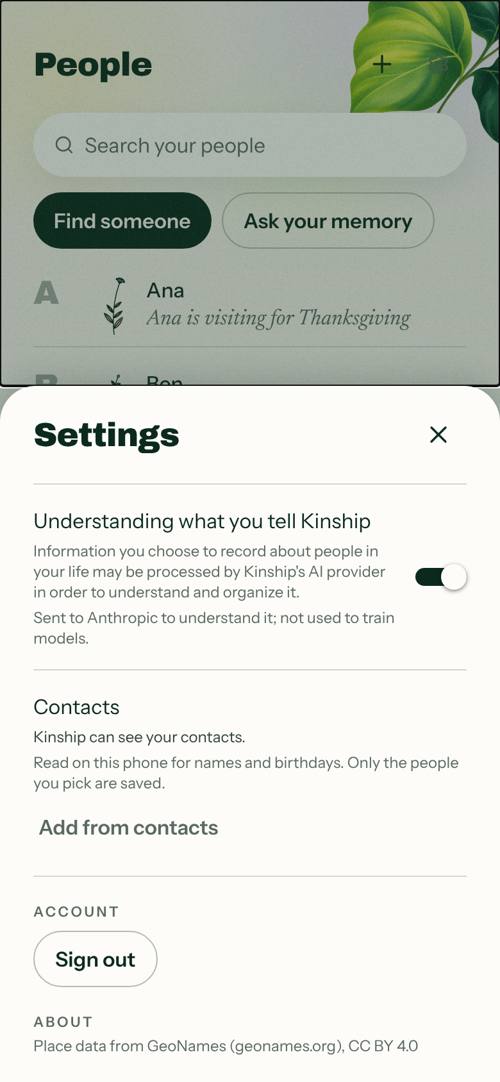 People
Search your people
Find someone
Ask your memory
A
Ana
Ana is visiting for Thanksgiving
B
Ben
Settings
Understanding what you tell Kinship
Information you choose to record about people in
your life may be processed by Kinship's AI provider
in order to understand and organize it.
Sent to Anthropic to understand it; not used to train
models.
Contacts
Kinship can see your contacts.
Read on this phone for names and birthdays. Only the people
you pick are saved.
Add from contacts
ACCOUNT
Sign out
ABOUT
Place data from GeoNames (geonames.org), CC BY 4.0